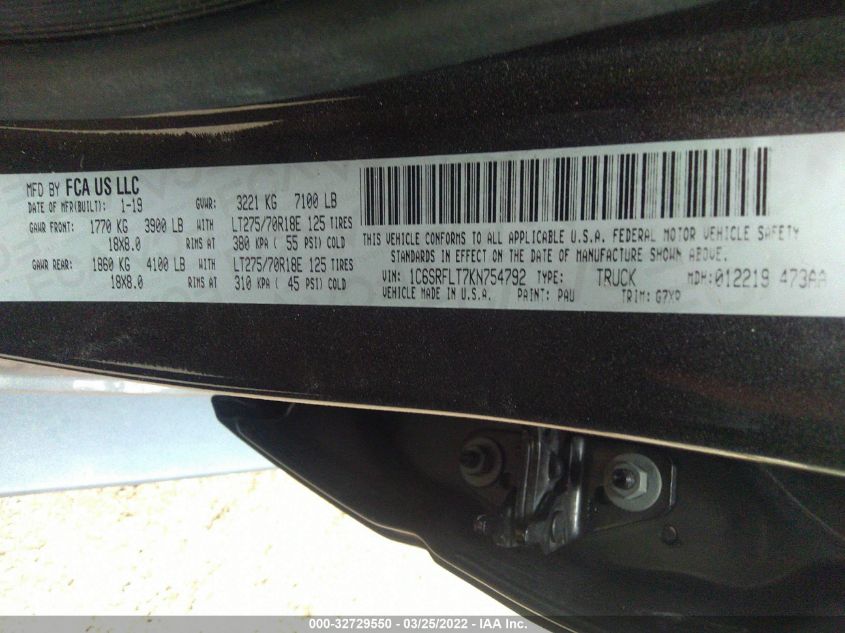 MFD BY FCA US LLC
DATE OF MFR(BUILT): 1-19 GVWR: 3221 KG 7100 LB
GAWR FRONT: 1770 KG 3900 LB WITH LT275/70R18E 125 TIRES
18X8.0 RIMS AT 380 KPA ( 55 PSI) COLD
GAWR REAR: 1860 KG 4100 LB WITH LT275/70R18E 125 TIRES
18X8.0 RIMS AT 310 KPA ( 45 PSI) COLD
THIS VEHICLE CONFORMS TO ALL APPLICABLE U.S.A. FEDERAL MOTOR VEHICLE SAFETY
STANDARDS IN EFFECT ON THE DATE OF MANUFACTURE SHOWN ABOVE.
VIN: 1C6SRFLT7KN754792 TYPE: TRUCK MDH:012219 473AA
VEHICLE MADE IN U.S.A. PAINT: PAU TRIM:
000-32729550 - 03/25/2022 - IAA Inc.